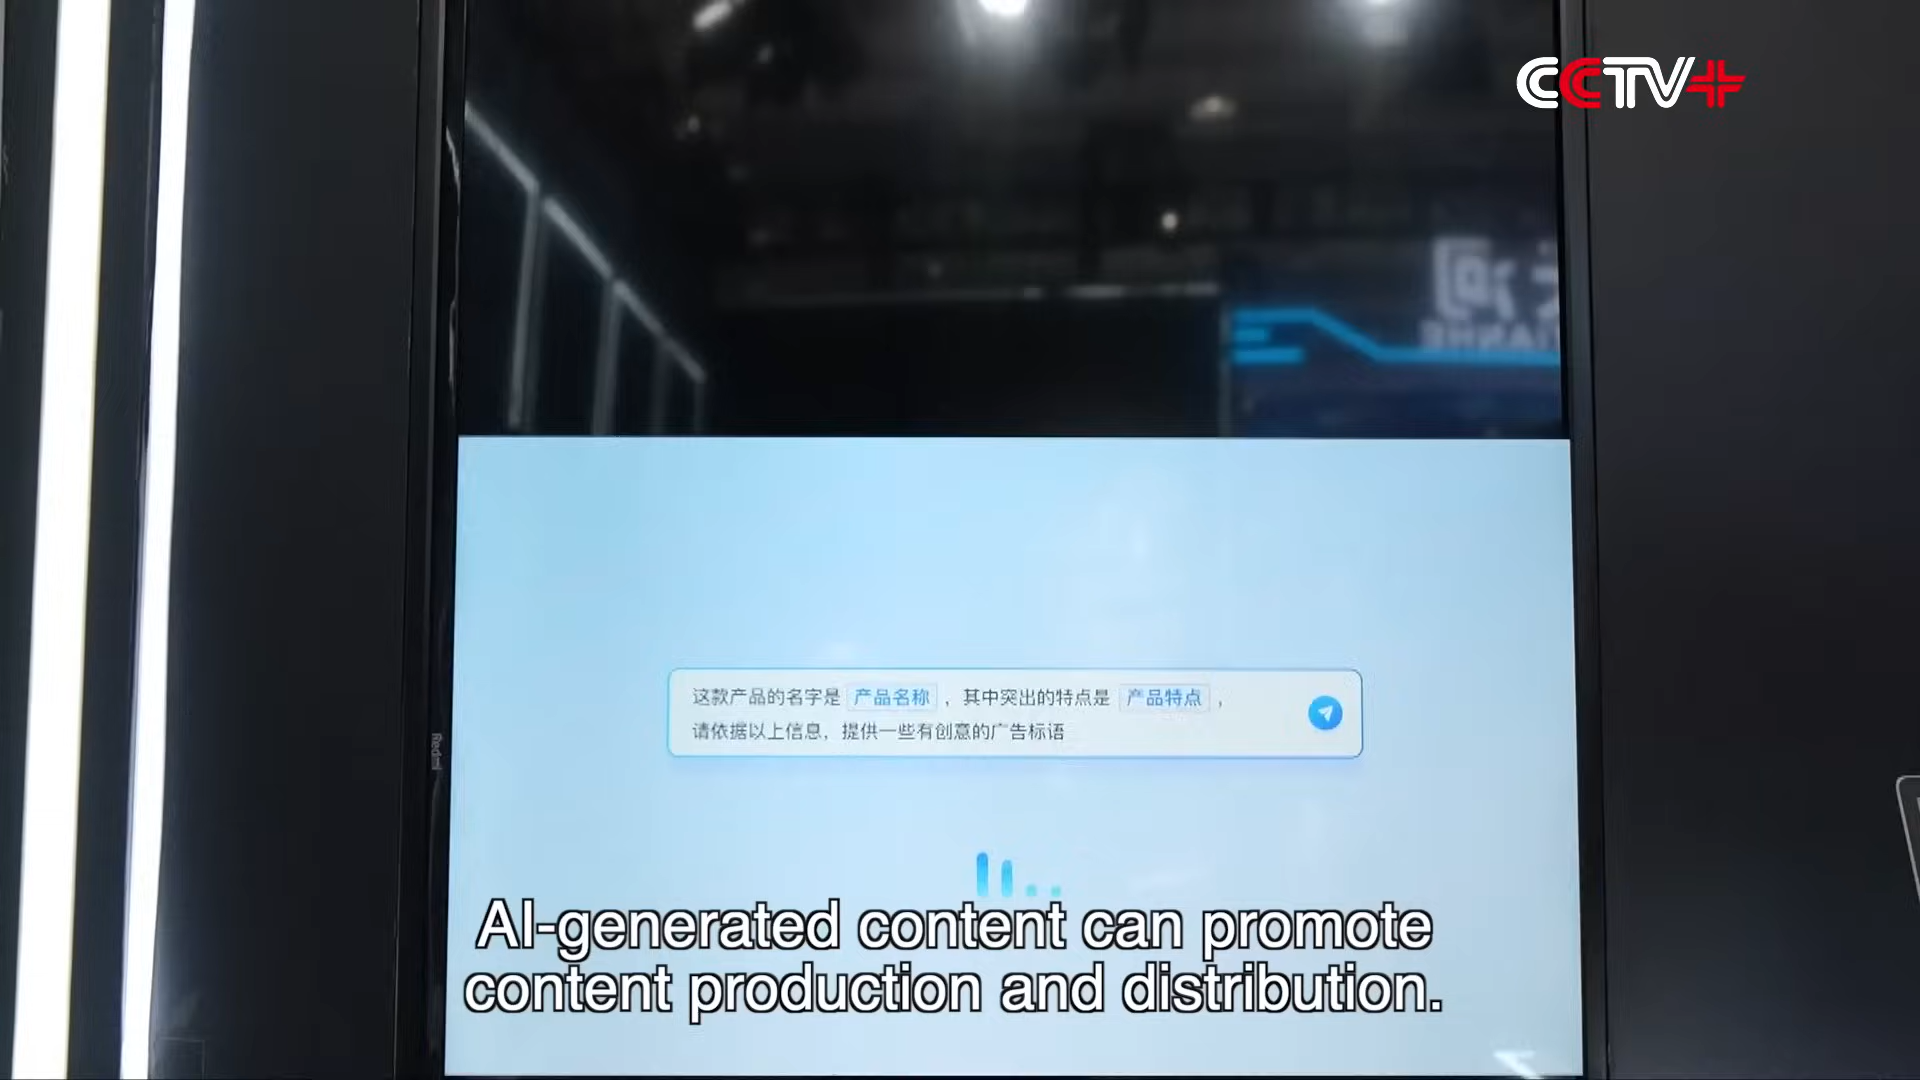 CCTV+
Redmi
这款产品的名字是 产品名称 ，其中突出的特点是 产品特点 ，
请依据以上信息，提供一些有创意的广告标语
AI-generated content can promote
content production and distribution.